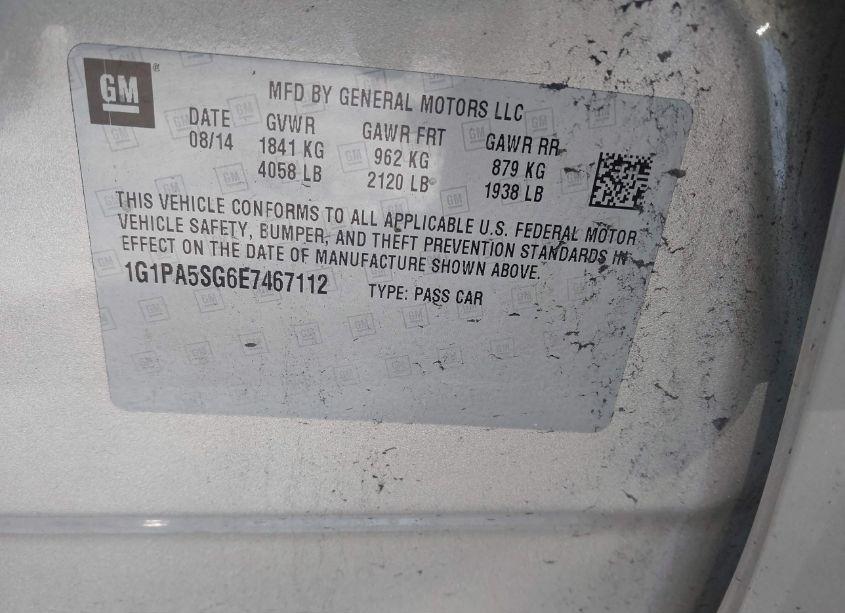 GM
MFD BY GENERAL MOTORS LLC
DATE GVWR GAWR FRT GAWR RR
08/14 1841 KG 962 KG 879 KG
4058 LB 2120 LB 1938 LB
THIS VEHICLE CONFORMS TO ALL APPLICABLE U.S. FEDERAL MOTOR
VEHICLE SAFETY, BUMPER, AND THEFT PREVENTION STANDARDS IN
EFFECT ON THE DATE OF MANUFACTURE SHOWN ABOVE.
1G1PA5SG6E7467112 TYPE: PASS CAR